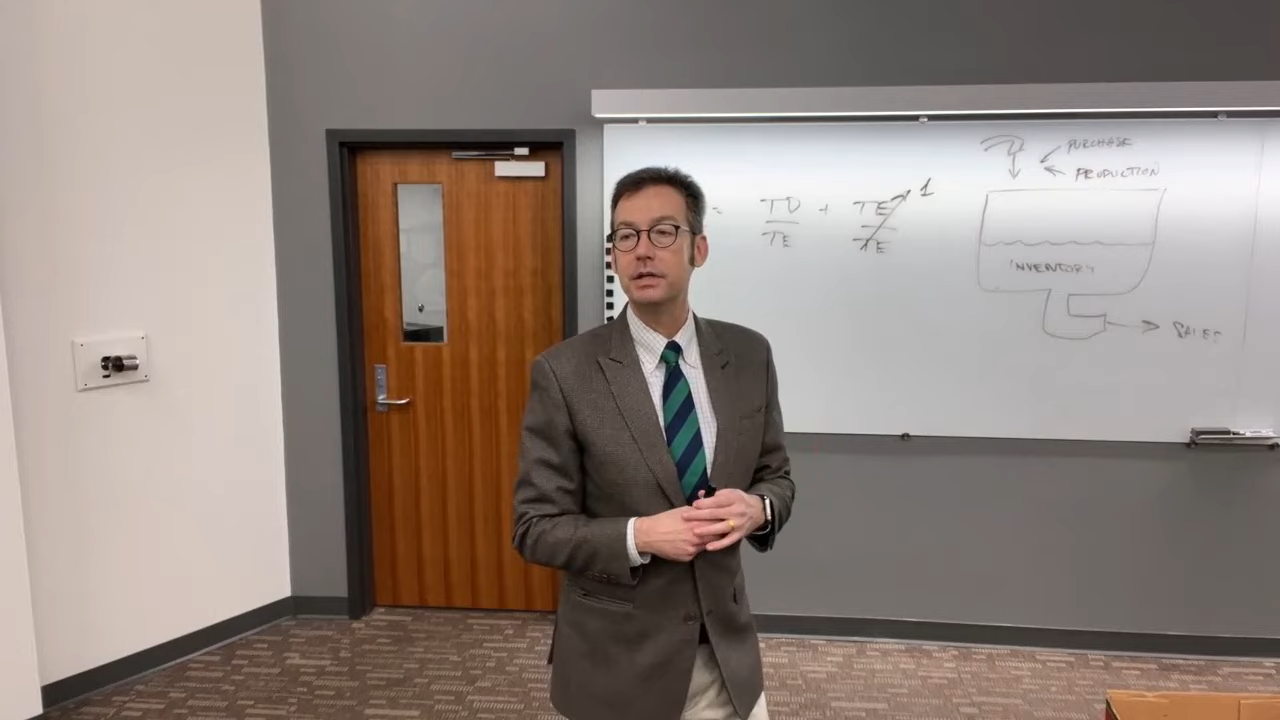 = TD/TE + TE/TE 1
PURCHASE
PRODUCTION
INVENTORY
SALES